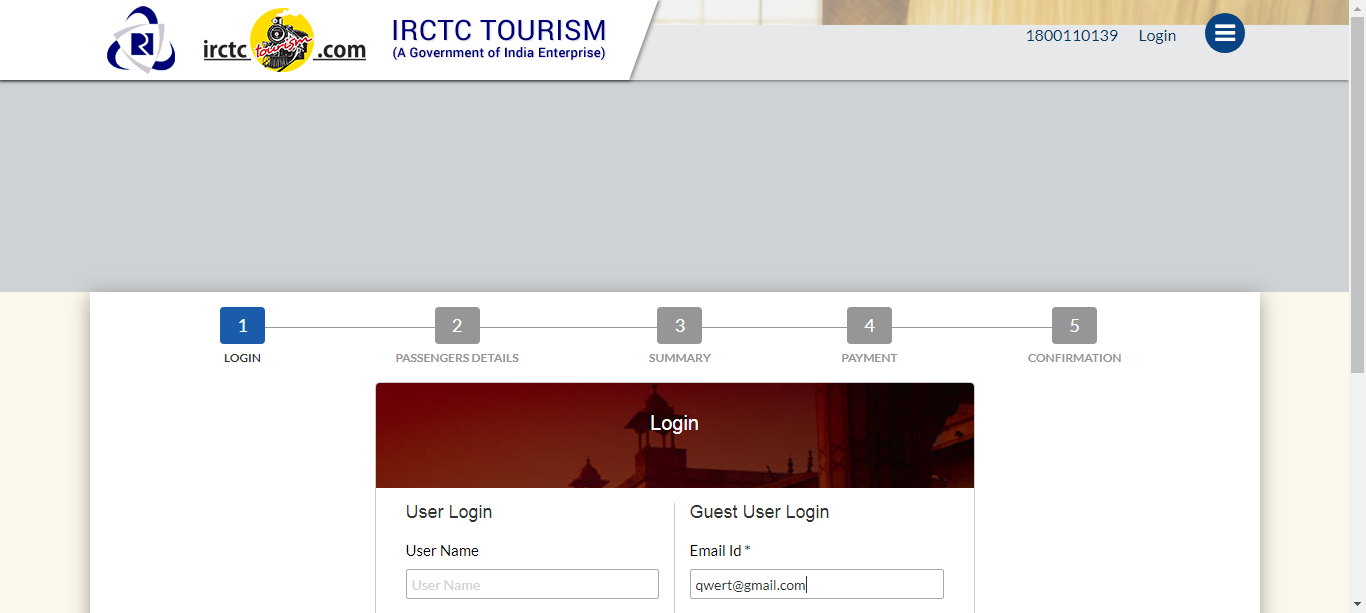 irctc tourism .com
IRCTC TOURISM
(A Government of India Enterprise)
1800110139 Login
1 2 3 4 5
LOGIN PASSENGERS DETAILS SUMMARY PAYMENT CONFIRMATION
Login
User Login
User Name
User Name
Guest User Login
Email Id *
qwert@gmail.com